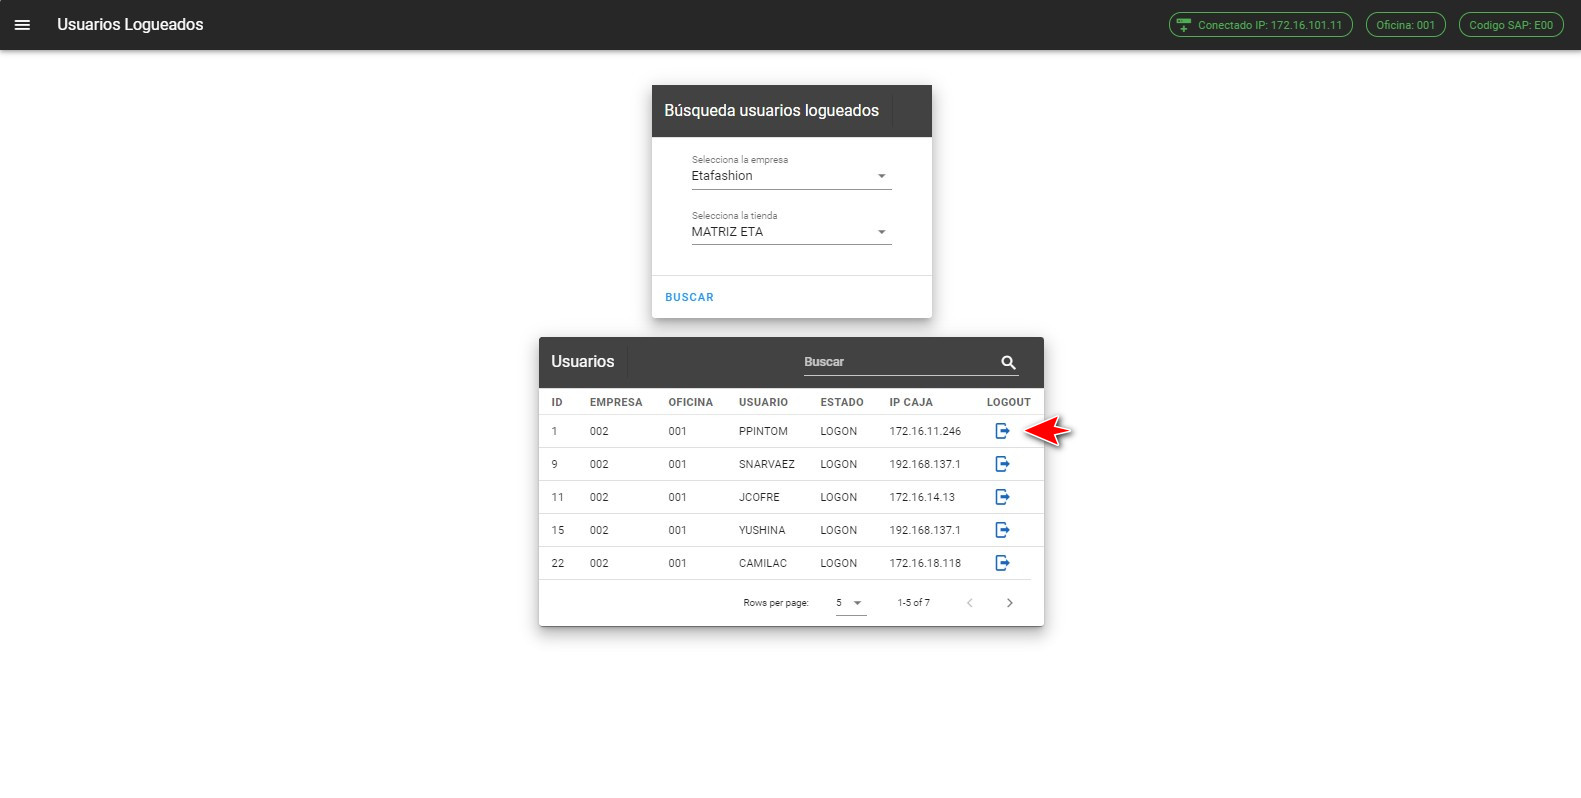 Usuarios Logueados
Conectado IP: 172.16.101.11
Oficina: 001
Codigo SAP: E00
Búsqueda usuarios logueados
Selecciona la empresa
Etafashion
Selecciona la tienda
MATRIZ ETA
BUSCAR
Usuarios
Buscar
ID EMPRESA OFICINA USUARIO ESTADO IP CAJA LOGOUT
1 002 001 PPINTOM LOGON 172.16.11.246
9 002 001 SNARVAEZ LOGON 192.168.137.1
11 002 001 JCOFRE LOGON 172.16.14.13
15 002 001 YUSHINA LOGON 192.168.137.1
22 002 001 CAMILAC LOGON 172.16.18.118
Rows per page: 5 1-5 of 7